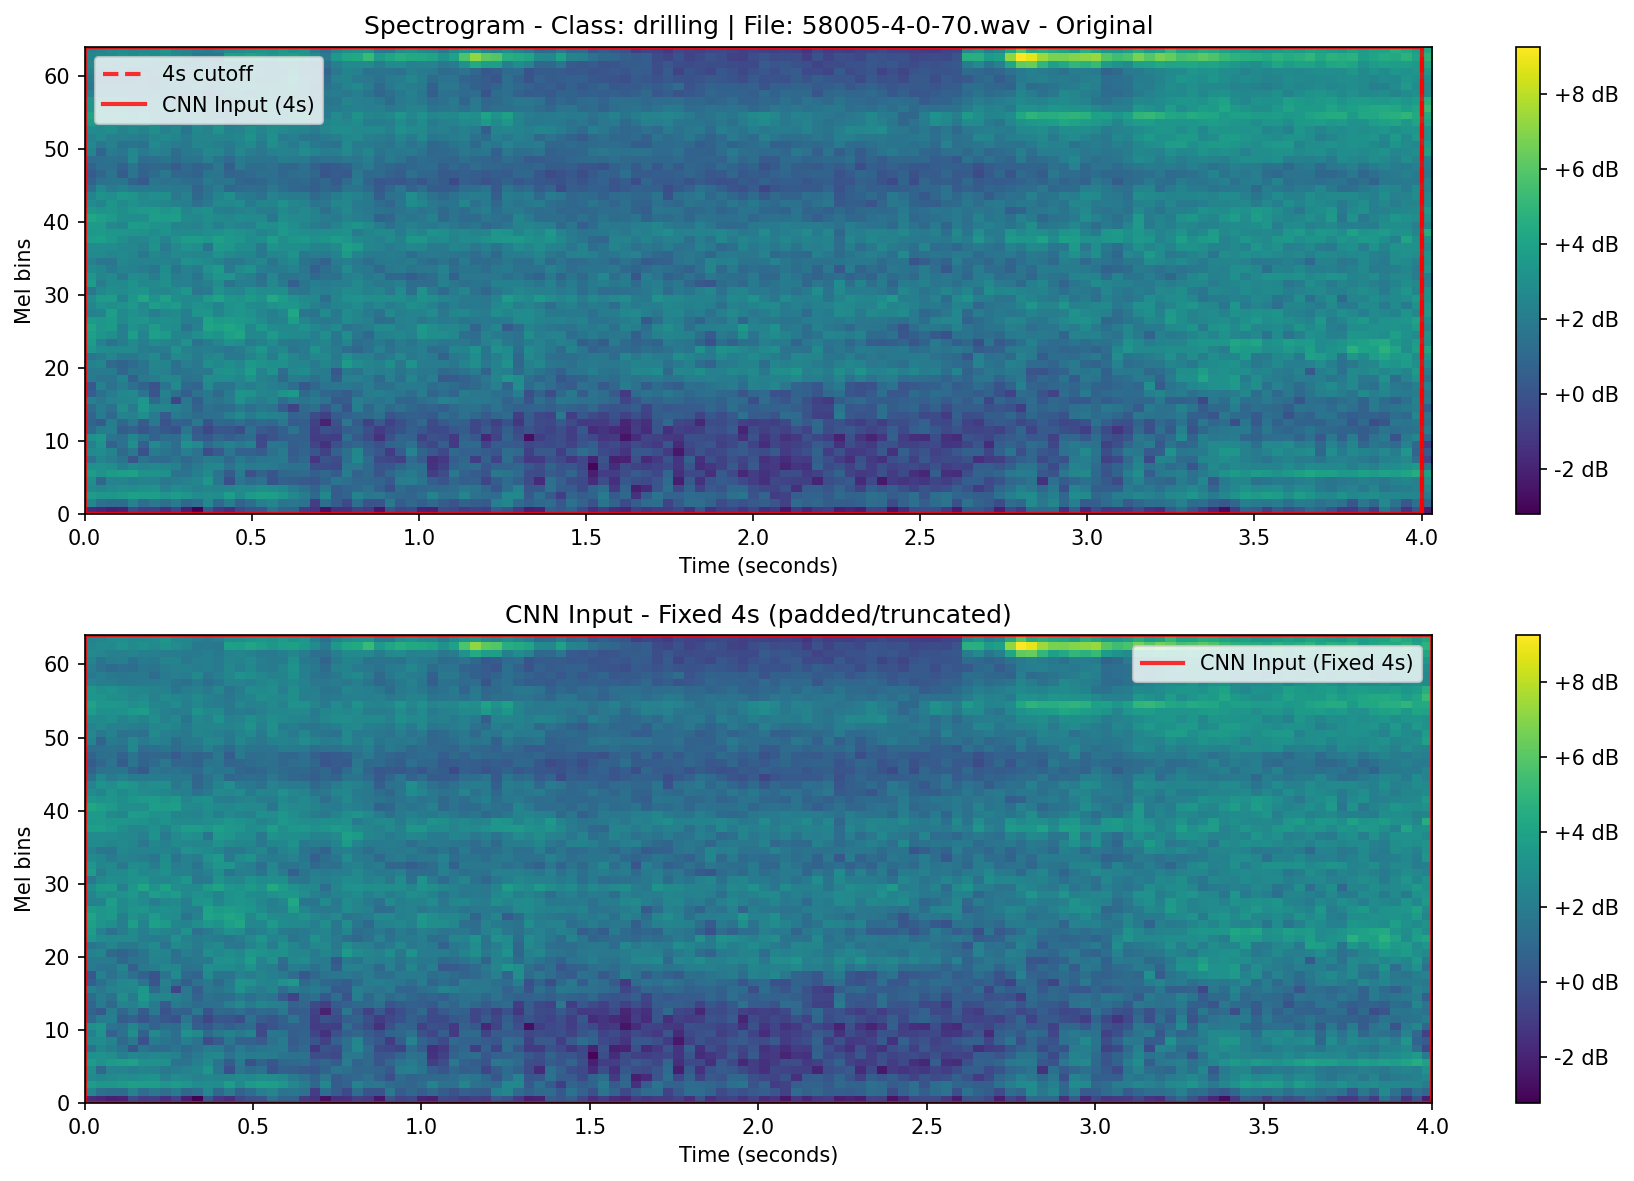 Spectrogram - Class: drilling | File: 58005-4-0-70.wav - Original
4s cutoff
CNN Input (4s)
60
50
40
30
20
10
0
Mel bins
0.0 0.5 1.0 1.5 2.0 2.5 3.0 3.5 4.0
Time (seconds)
+8 dB
+6 dB
+4 dB
+2 dB
+0 dB
-2 dB
CNN Input - Fixed 4s (padded/truncated)
CNN Input (Fixed 4s)
60
50
40
30
20
10
0
Mel bins
0.0 0.5 1.0 1.5 2.0 2.5 3.0 3.5 4.0
Time (seconds)
+8 dB
+6 dB
+4 dB
+2 dB
+0 dB
-2 dB